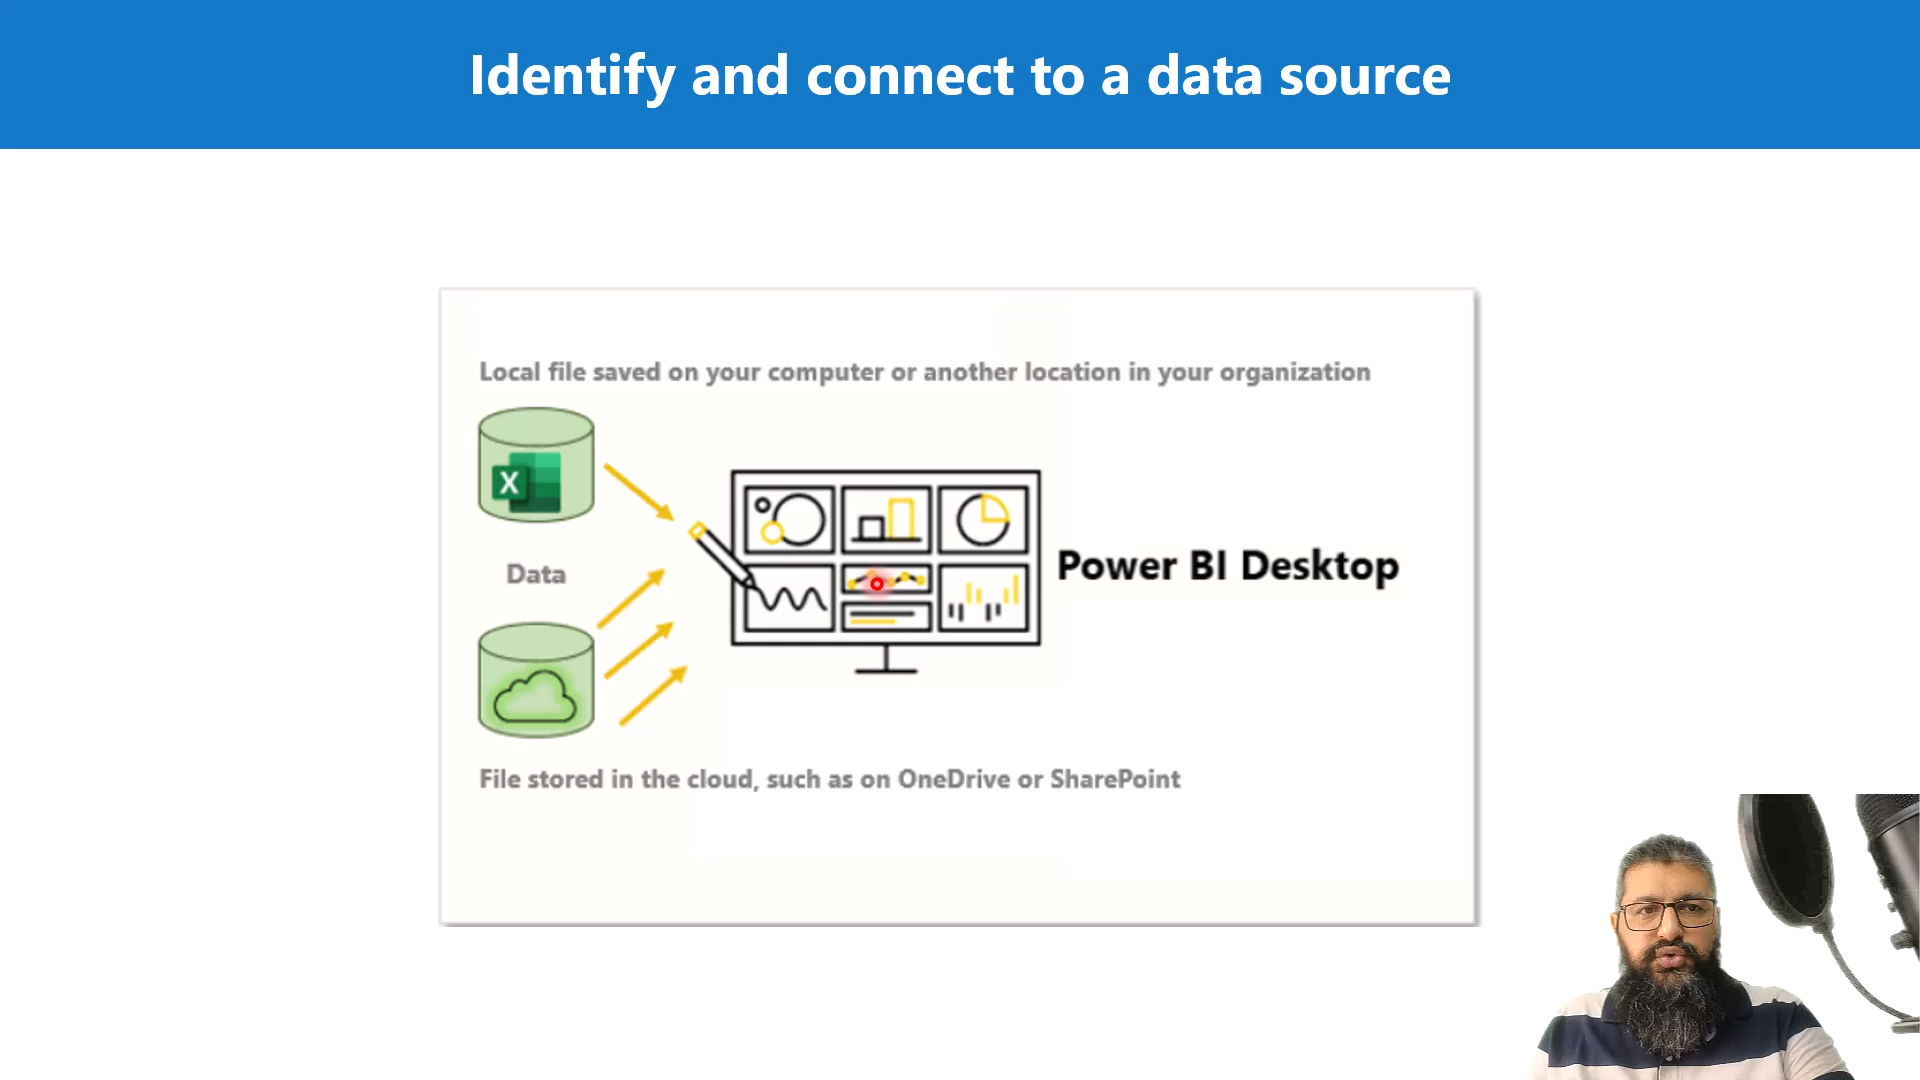 Identify and connect to a data source
Local file saved on your computer or another location in your organization
X
Data
Power BI Desktop
File stored in the cloud, such as on OneDrive or SharePoint